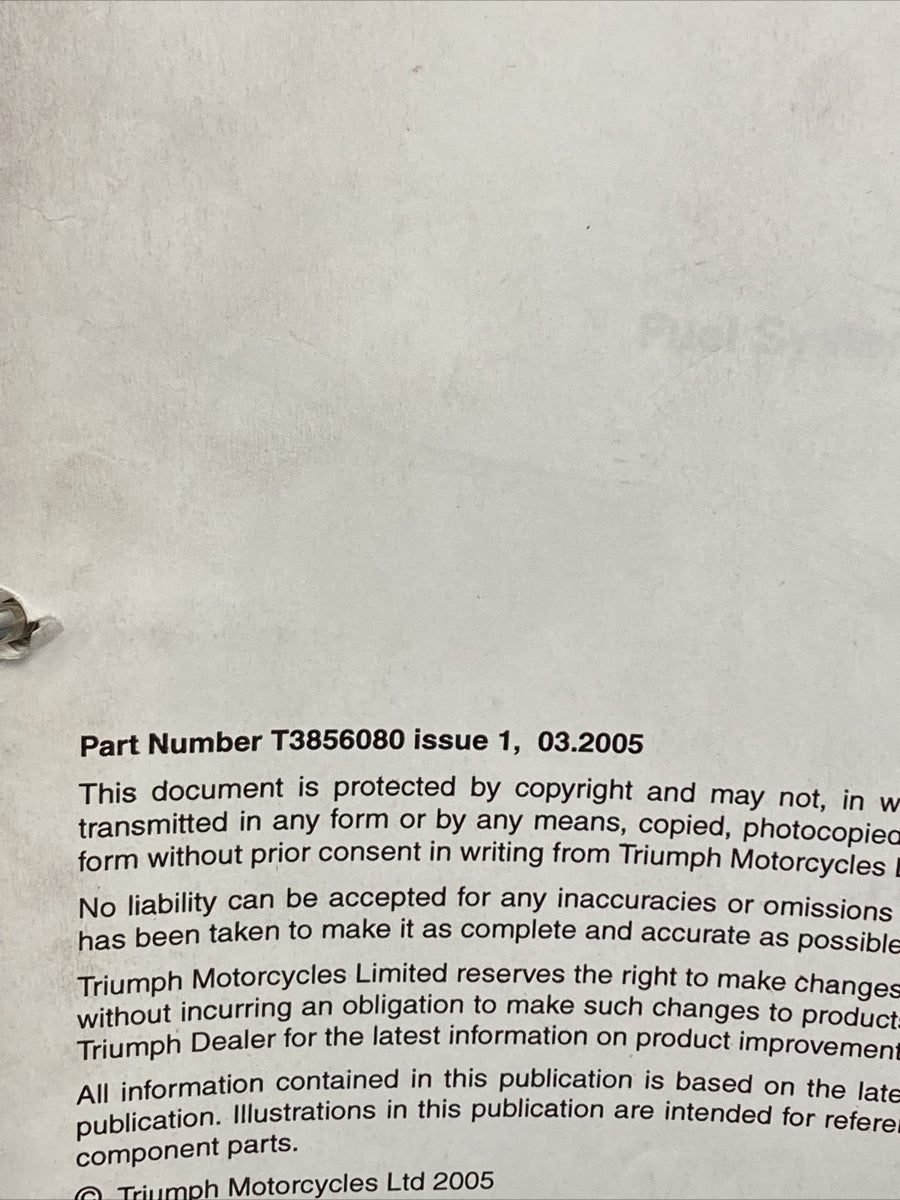 Fuel System
Part Number T3856080 issue 1, 03.2005
This document is protected by copyright and may not, in w
transmitted in any form or by any means, copied, photocopied
form without prior consent in writing from Triumph Motorcycles L
No liability can be accepted for any inaccuracies or omissions
has been taken to make it as complete and accurate as possible
Triumph Motorcycles Limited reserves the right to make changes
without incurring an obligation to make such changes to products
Triumph Dealer for the latest information on product improvement
All information contained in this publication is based on the late
publication. Illustrations in this publication are intended for refere
component parts.
© Triumph Motorcycles Ltd 2005